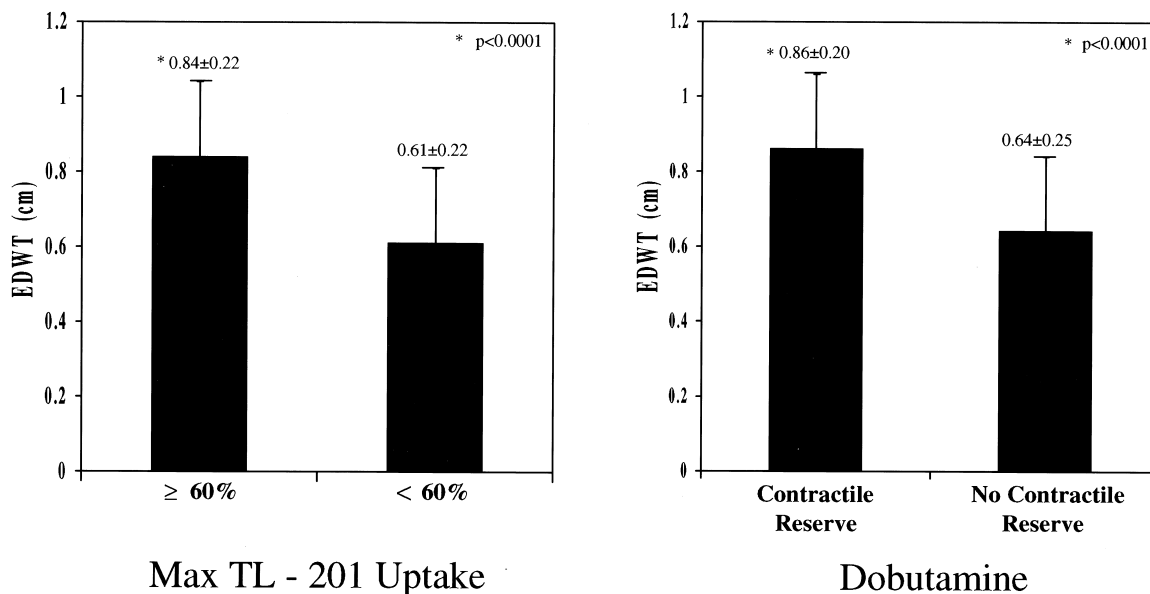 1.2
1
0.8
0.6
0.4
0.2
0
EDWT (cm)
* p<0.0001
* 0.84±0.22
0.61±0.22
≥ 60%
< 60%
Max TL - 201 Uptake
1.2
1
0.8
0.6
0.4
0.2
0
EDWT (cm)
* p<0.0001
* 0.86±0.20
0.64±0.25
Contractile
Reserve
No Contractile
Reserve
Dobutamine